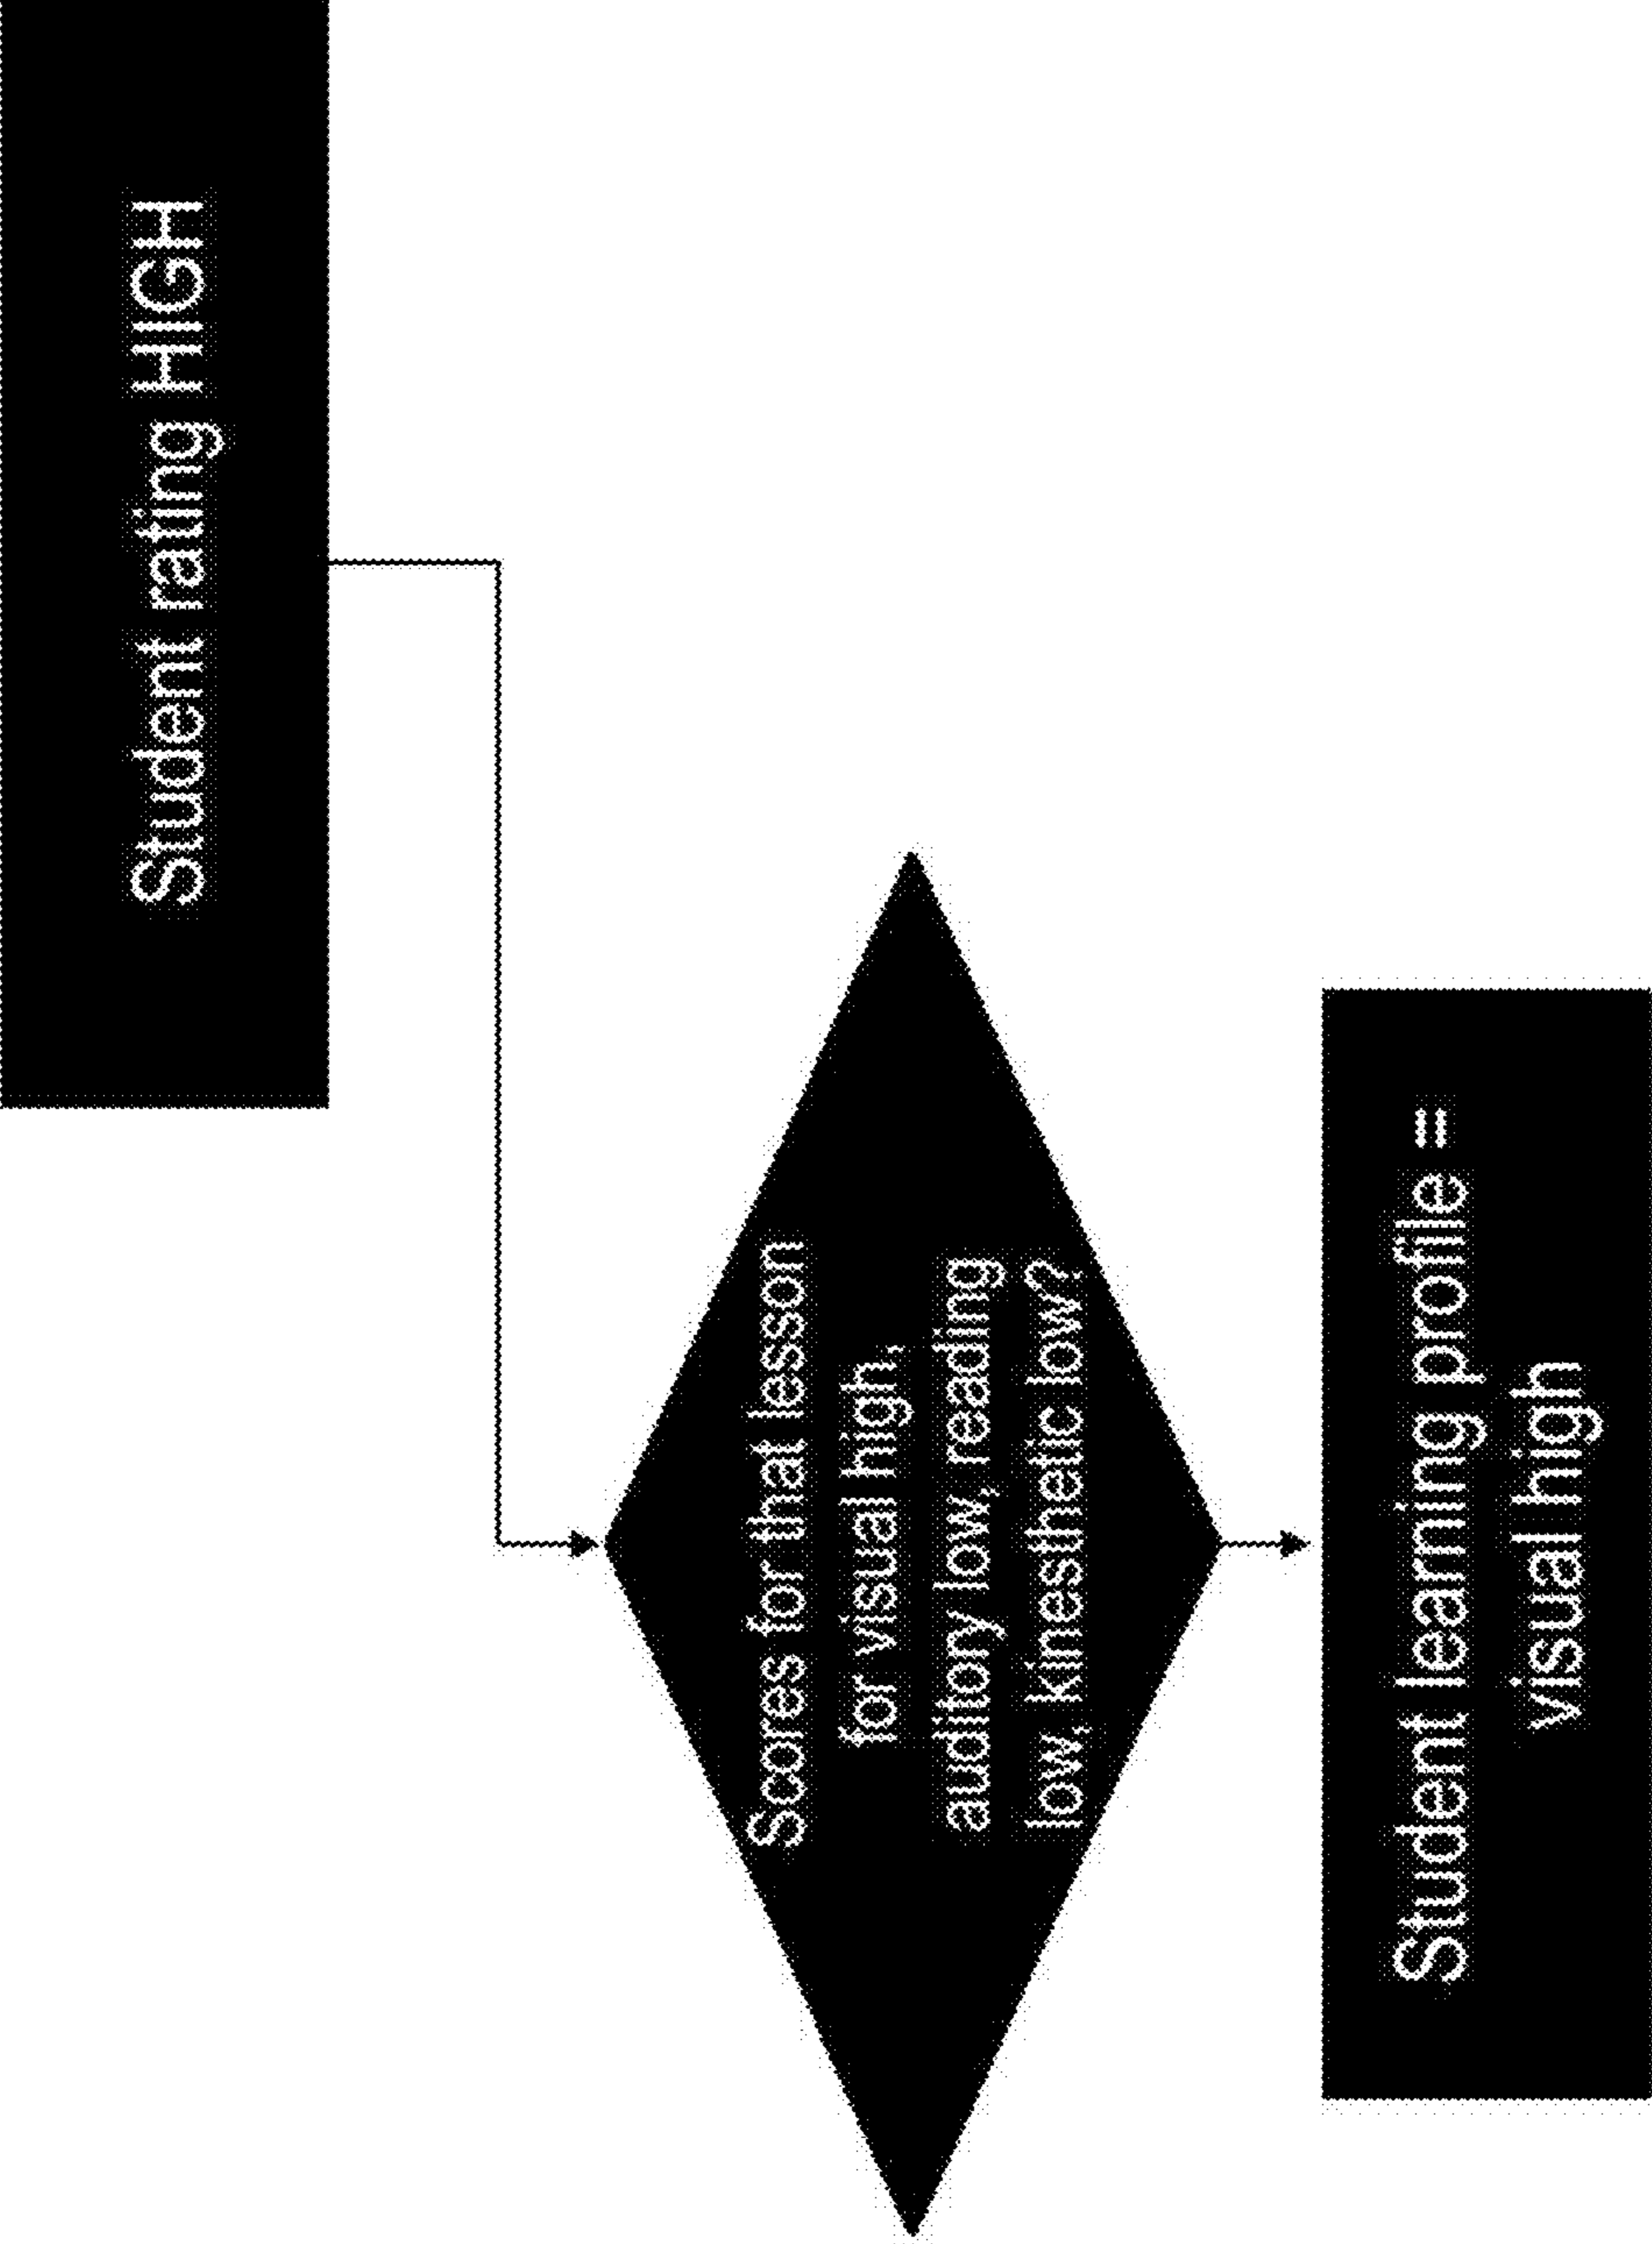 Student rating HIGH
Scores for that lesson
for visual high,
auditory low, reading
low, kinesthetic low?
Student learning profile =
visual high